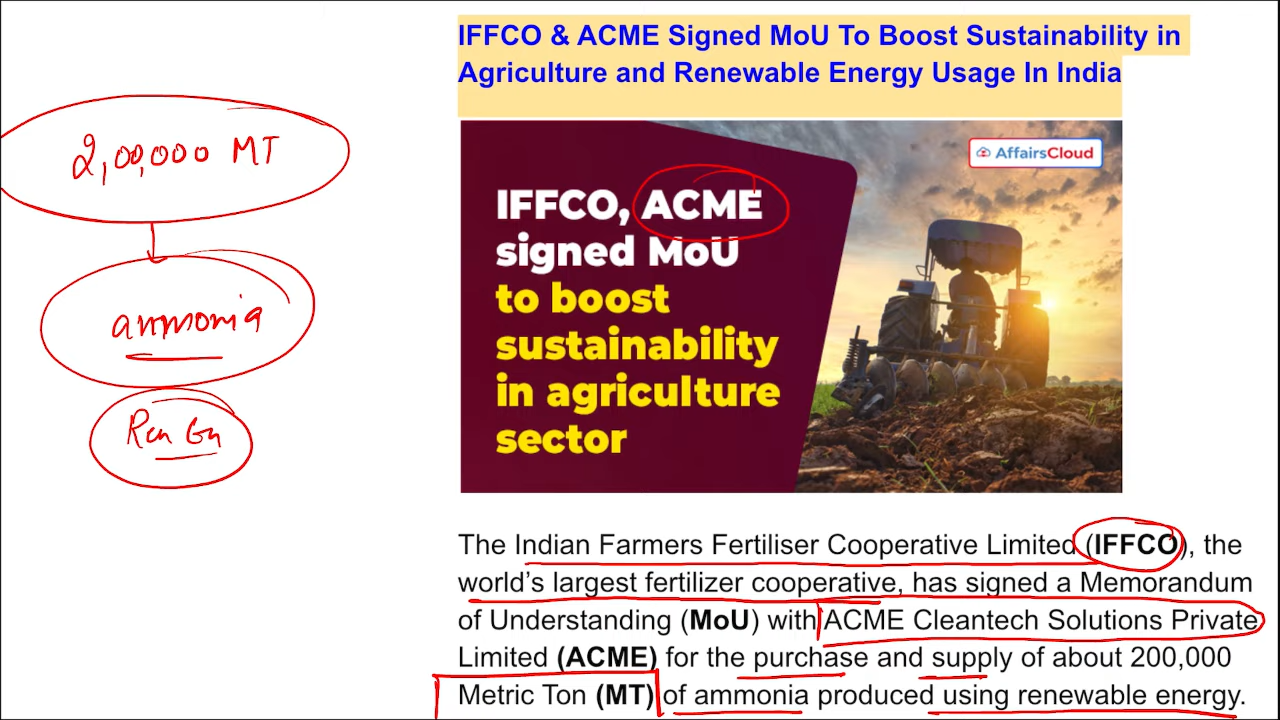 IFFCO & ACME Signed MoU To Boost Sustainability in
Agriculture and Renewable Energy Usage In India
2,00,000 MT
ammonia
Ren En
AffairsCloud
IFFCO, ACME
signed MoU
to boost
sustainability
in agriculture
sector
The Indian Farmers Fertiliser Cooperative Limited (IFFCO), the
world's largest fertilizer cooperative, has signed a Memorandum
of Understanding (MoU) with ACME Cleantech Solutions Private
Limited (ACME) for the purchase and supply of about 200,000
Metric Ton (MT) of ammonia produced using renewable energy.